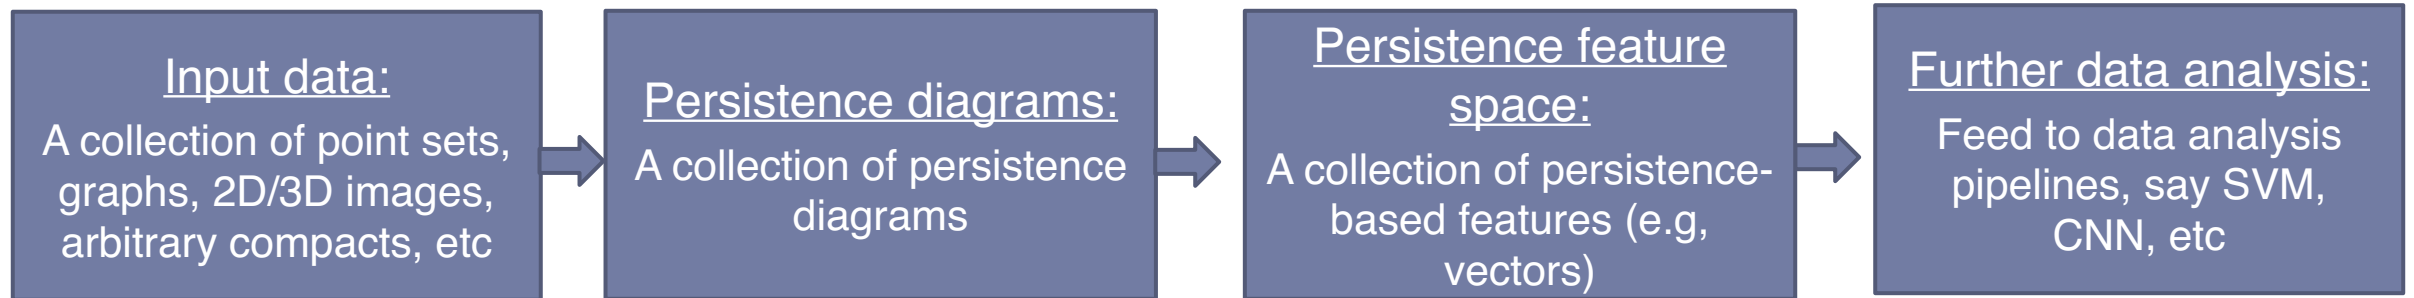 Input data:
A collection of point sets,
graphs, 2D/3D images,
arbitrary compacts, etc
Persistence diagrams:
A collection of persistence
diagrams
Persistence feature
space:
A collection of persistence-
based features (e.g,
vectors)
Further data analysis:
Feed to data analysis
pipelines, say SVM,
CNN, etc